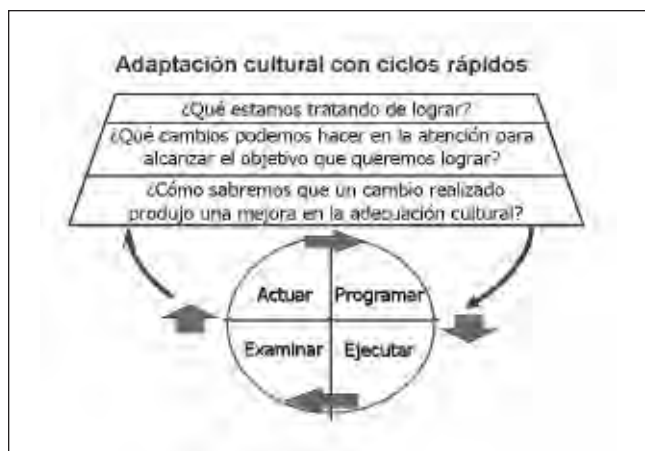 Adaptación cultural con ciclos rápidos
¿Qué estamos tratando de lograr?
¿Qué cambios podemos hacer en la atención para
alcanzar el objetivo que queremos lograr?
¿Cómo sabremos que un cambio realizado
produjo una mejora en la adecuación cultural?
Actuar
Programar
Examinar
Ejecutar